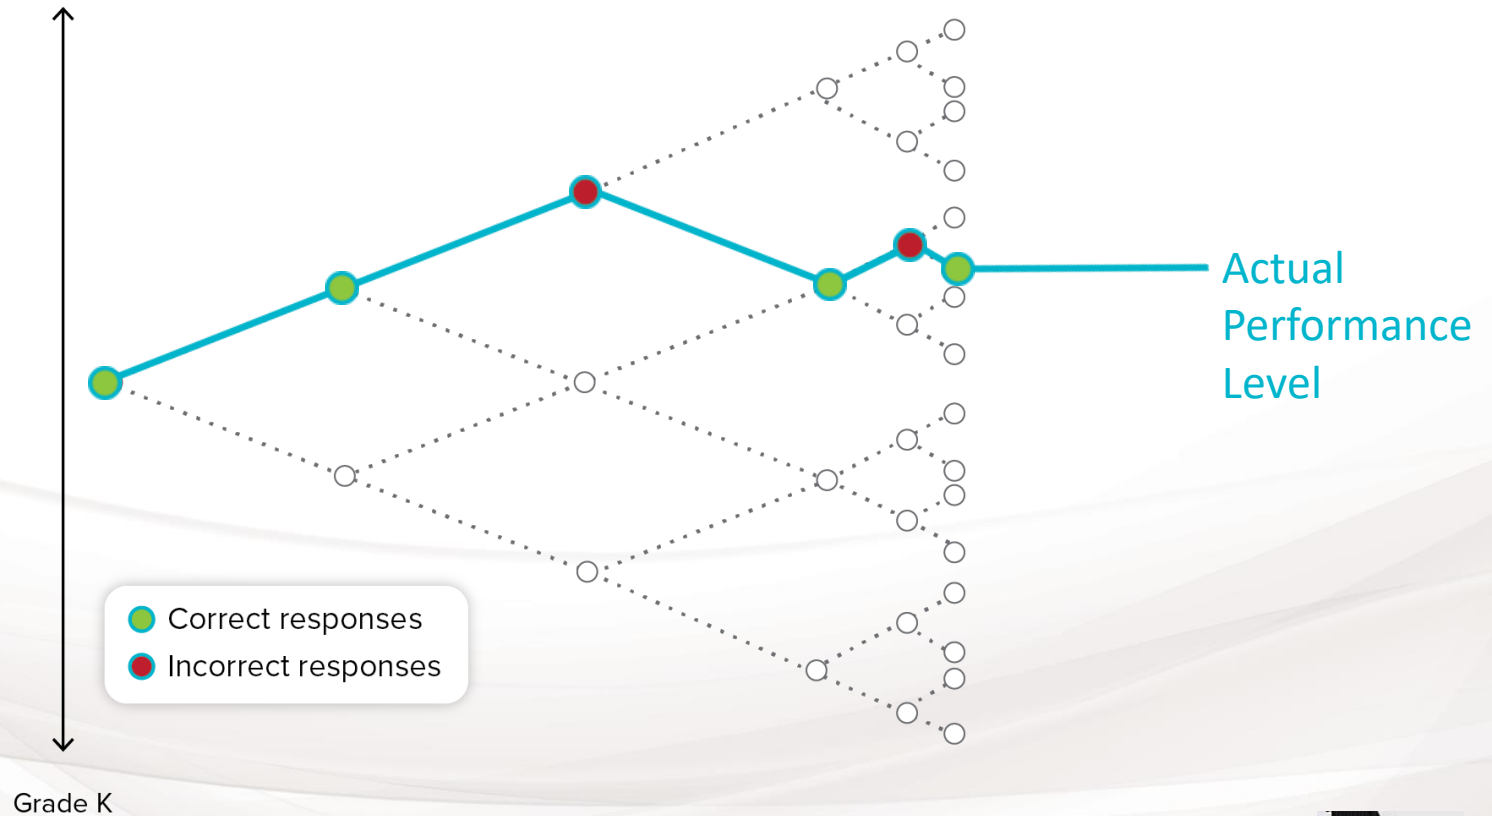 Actual
Performance
Level
Correct responses
Incorrect responses
Grade K